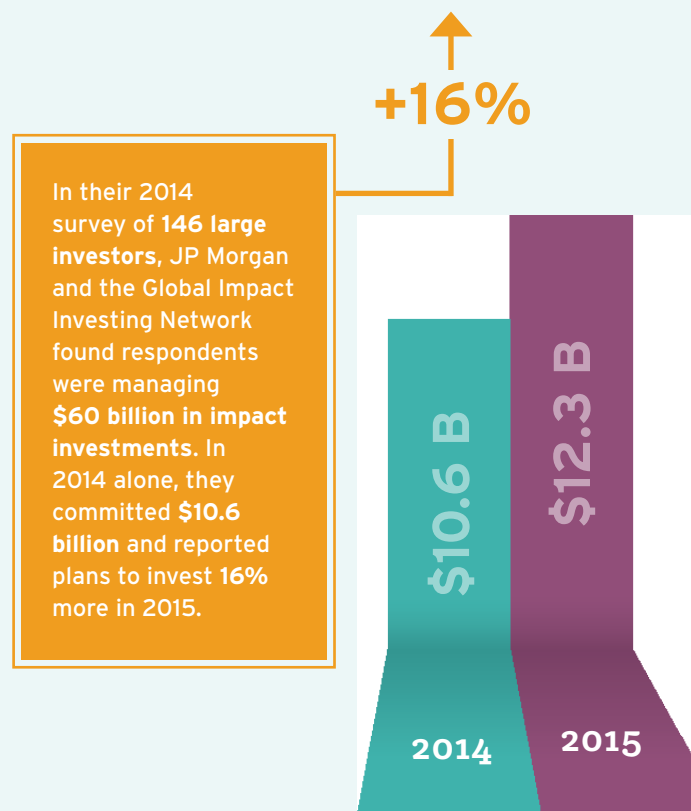 +16%
In their 2014
survey of 146 large
investors, JP Morgan
and the Global Impact
Investing Network
found respondents
were managing
$60 billion in impact
investments. In
2014 alone, they
committed $10.6
billion and reported
plans to invest 16%
more in 2015.
$10.6 B
$12.3 B
2014
2015